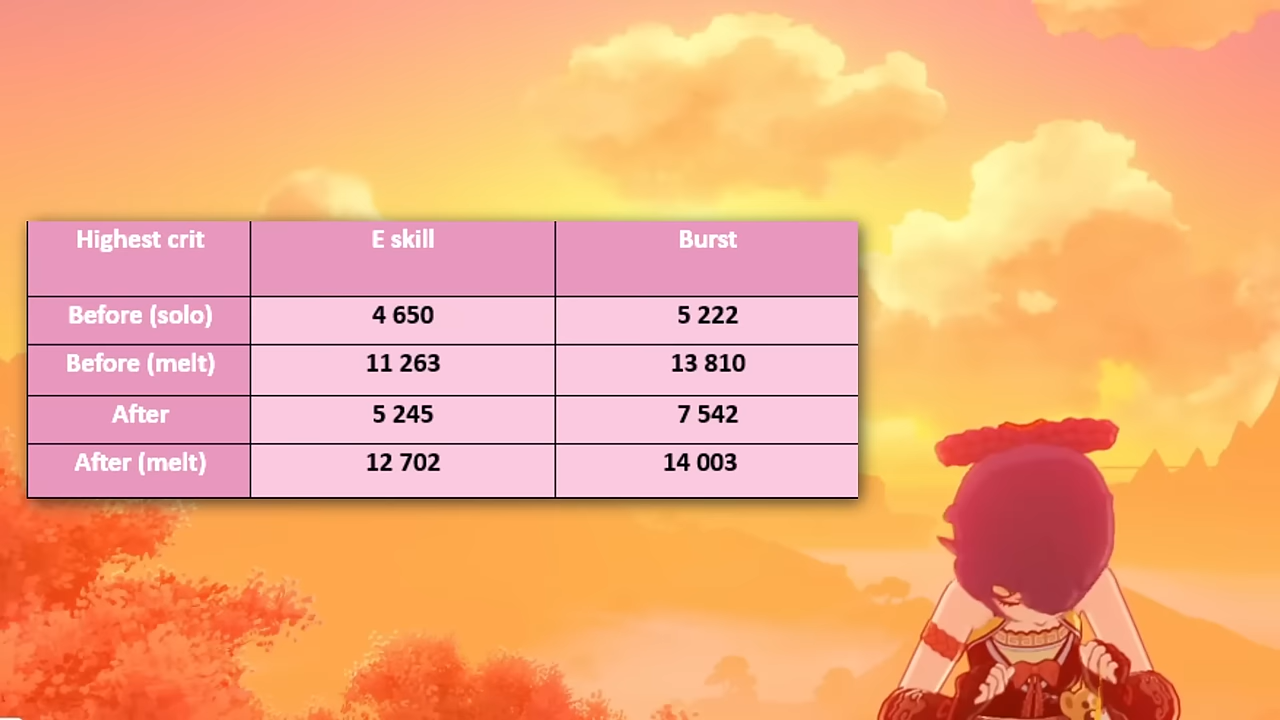 Highest crit E skill Burst
Before (solo) 4 650 5 222
Before (melt) 11 263 13 810
After 5 245 7 542
After (melt) 12 702 14 003